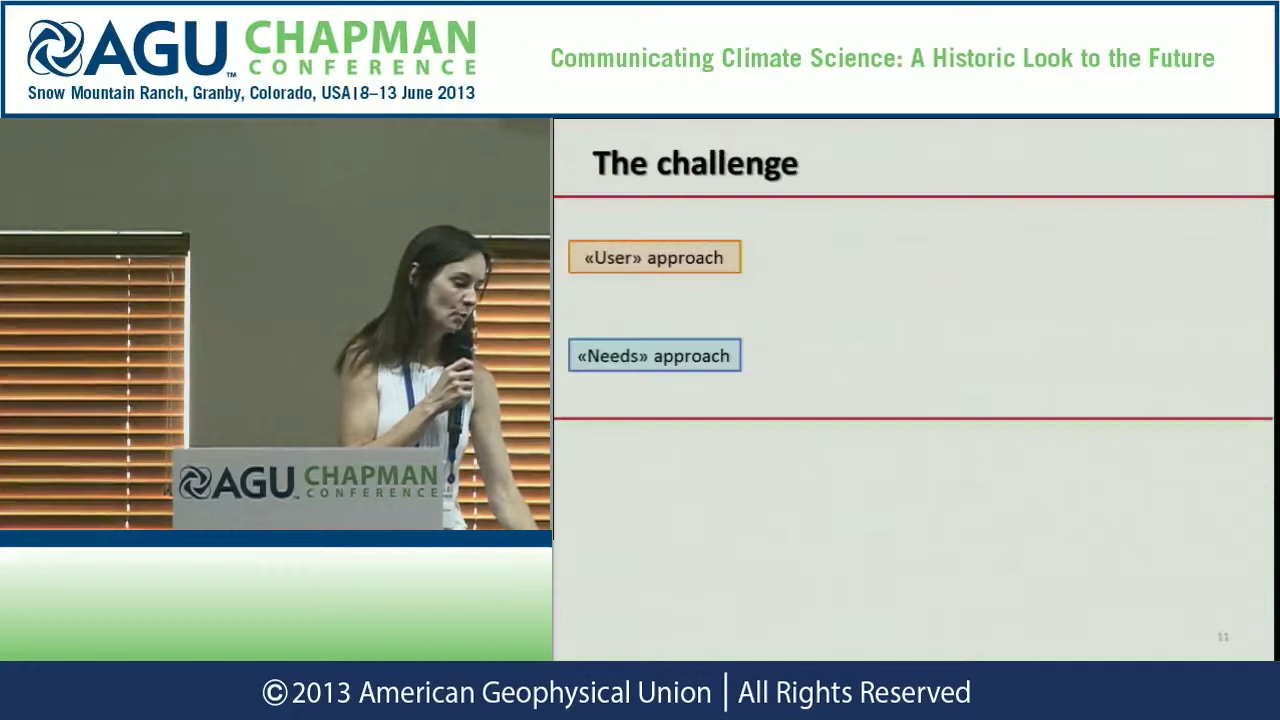 AGU CHAPMAN
CONFERENCE
Snow Mountain Ranch, Granby, Colorado, USA|8–13 June 2013
Communicating Climate Science: A Historic Look to the Future
The challenge
«User» approach
«Needs» approach
AGU CHAPMAN
CONFERENCE
11
©2013 American Geophysical Union | All Rights Reserved